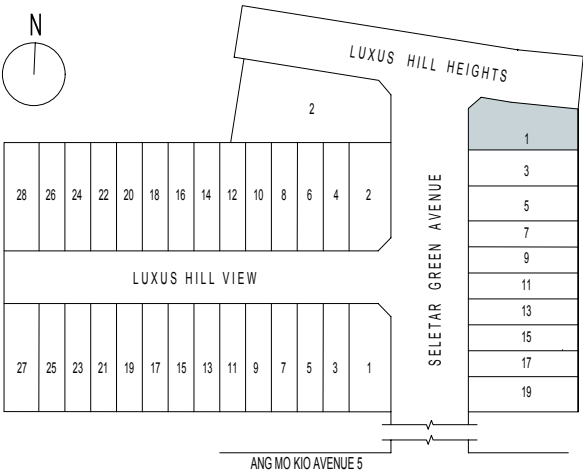 N
LUXUS HILL HEIGHTS
2
1
3
5
7
9
11
13
15
17
19
SELETAR GREEN AVENUE
28 26 24 22 20 18 16 14 12 10 8 6 4 2
LUXUS HILL VIEW
27 25 23 21 19 17 15 13 11 9 7 5 3 1
ANG MO KIO AVENUE 5